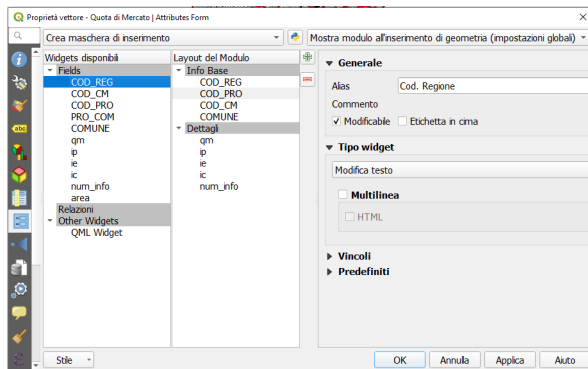 Proprietà vettore - Quota di Mercato | Attributes Form
Crea maschera di inserimento
Mostra modulo all'inserimento di geometria (impostazioni globali)
Widgets disponibili
Fields
COD_REG
COD_CM
COD_PRO
PRO_COM
COMUNE
qm
ip
ie
ic
num_info
area
Relazioni
Other Widgets
QML Widget
Layout del Modulo
Info Base
COD_REG
COD_PRO
COD_CM
COMUNE
Dettagli
qm
ip
ie
ic
num_info
Generale
Alias
Cod. Regione
Commento
Modificabile
Etichetta in cima
Tipo widget
Modifica testo
Multilinea
HTML
Vincoli
Predefiniti
abc
Stile
OK
Annulla
Applica
Aiuto